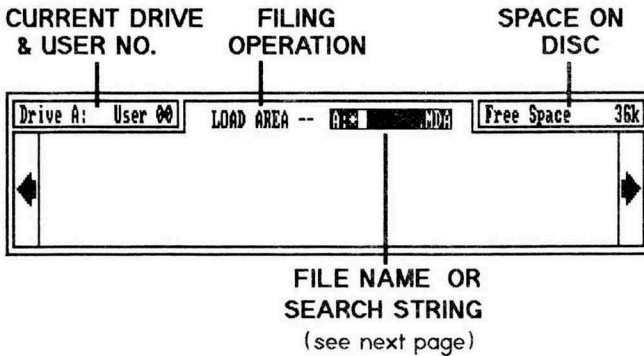 CURRENT DRIVE & USER NO.
FILING OPERATION
SPACE ON DISC
Drive A: User 00
LOAD AREA --
.MDA
Free Space 36k
FILE NAME OR
SEARCH STRING
(see next page)